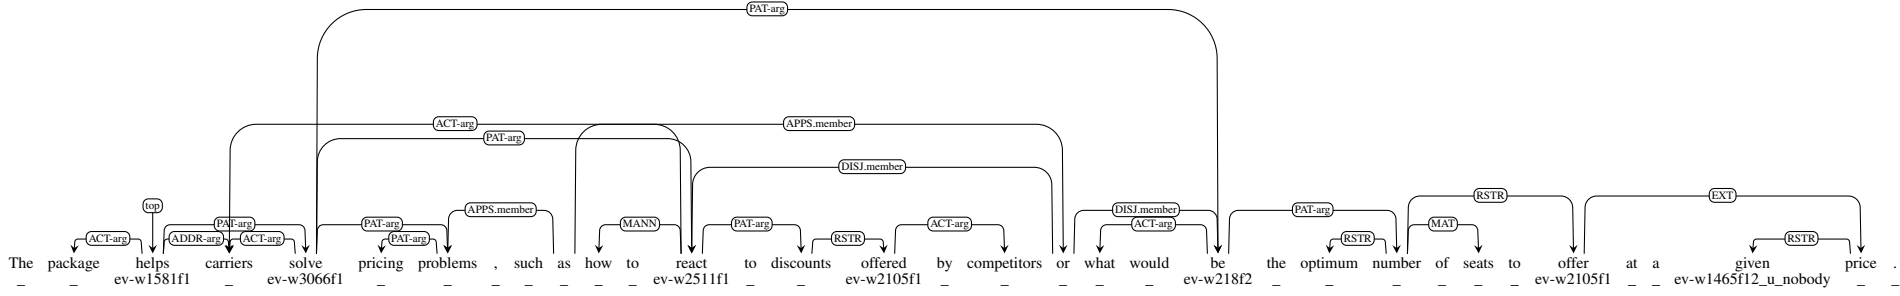 PAT-arg
ACT-arg APPS.member
PAT-arg
DISJ.member
RSTR EXT
top APPS.member DISJ.member
PAT-arg PAT-arg MANN PAT-arg ACT-arg ACT-arg PAT-arg MAT
ACT-arg ADDR-arg ACT-arg PAT-arg RSTR RSTR RSTR
The package helps carriers solve pricing problems , such as how to react to discounts offered by competitors or what would be the optimum number of seats to offer at a given price .
_ _ ev-w1581f1 _ ev-w3066f1 _ _ _ _ _ _ _ ev-w2511f1 _ _ ev-w2105f1 _ _ _ _ _ ev-w218f2 _ _ _ _ _ _ ev-w2105f1 _ _ ev-w1465f12_u_nobody _ _